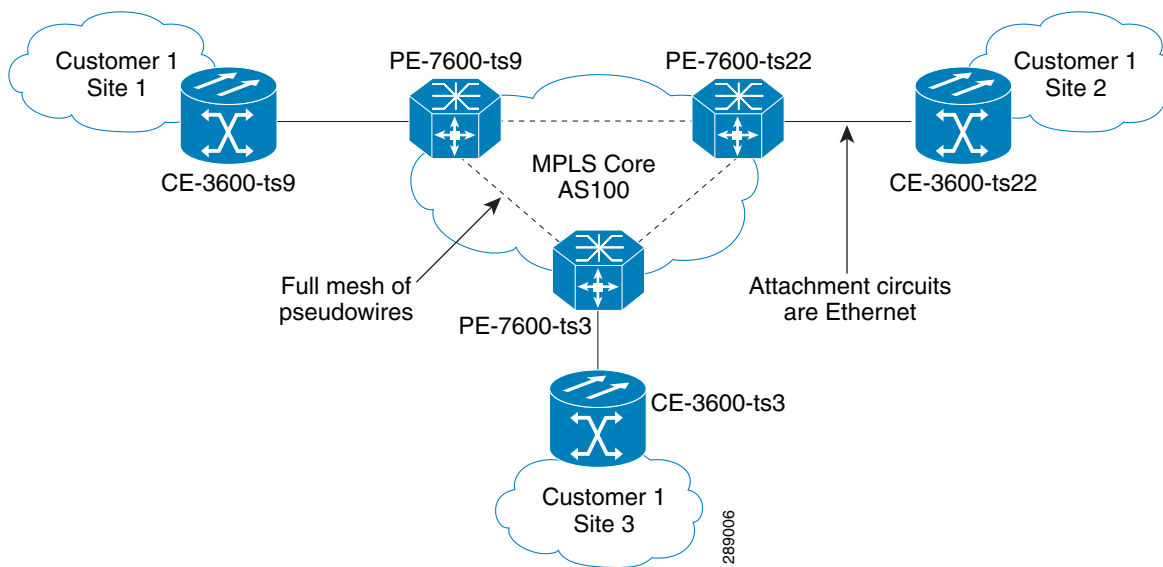 Customer 1
Site 1
PE-7600-ts9
PE-7600-ts22
Customer 1
Site 2
CE-3600-ts9
MPLS Core
AS100
CE-3600-ts22
Full mesh of
pseudowires
Attachment circuits
are Ethernet
PE-7600-ts3
CE-3600-ts3
Customer 1
Site 3
289006